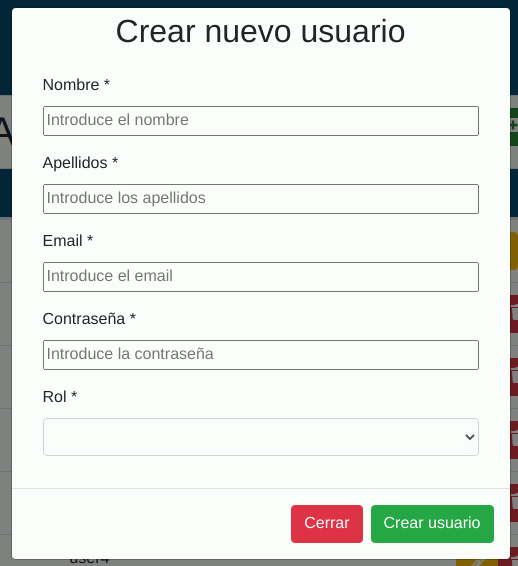 Crear nuevo usuario
Nombre *
Introduce el nombre
Apellidos *
Introduce los apellidos
Email *
Introduce el email
Contraseña *
Introduce la contraseña
Rol *
Cerrar
Crear usuario
user4